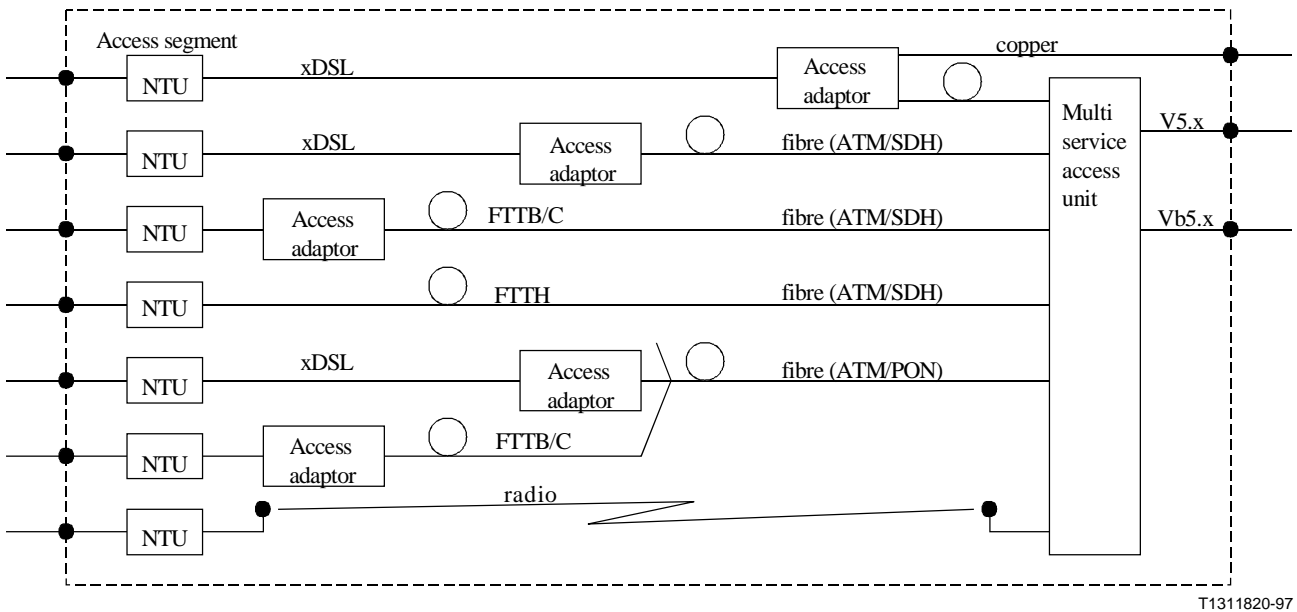 Access segment
NTU
xDSL
Access
adaptor
copper
Multi
service
access
unit
V5.x
Vb5.x
NTU
xDSL
Access
adaptor
fibre (ATM/SDH)
NTU
Access
adaptor
FTTB/C
fibre (ATM/SDH)
NTU
FTTH
fibre (ATM/SDH)
NTU
xDSL
Access
adaptor
fibre (ATM/PON)
NTU
Access
adaptor
FTTB/C
NTU
radio
T1311820-97